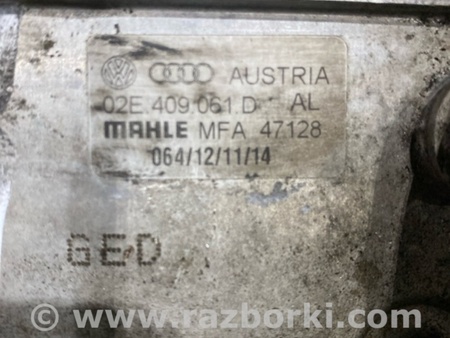 AUSTRIA
02E 409 061 D AL
MAHLE MFA 47128
064/12/11/14
GED
© www.razborki.com